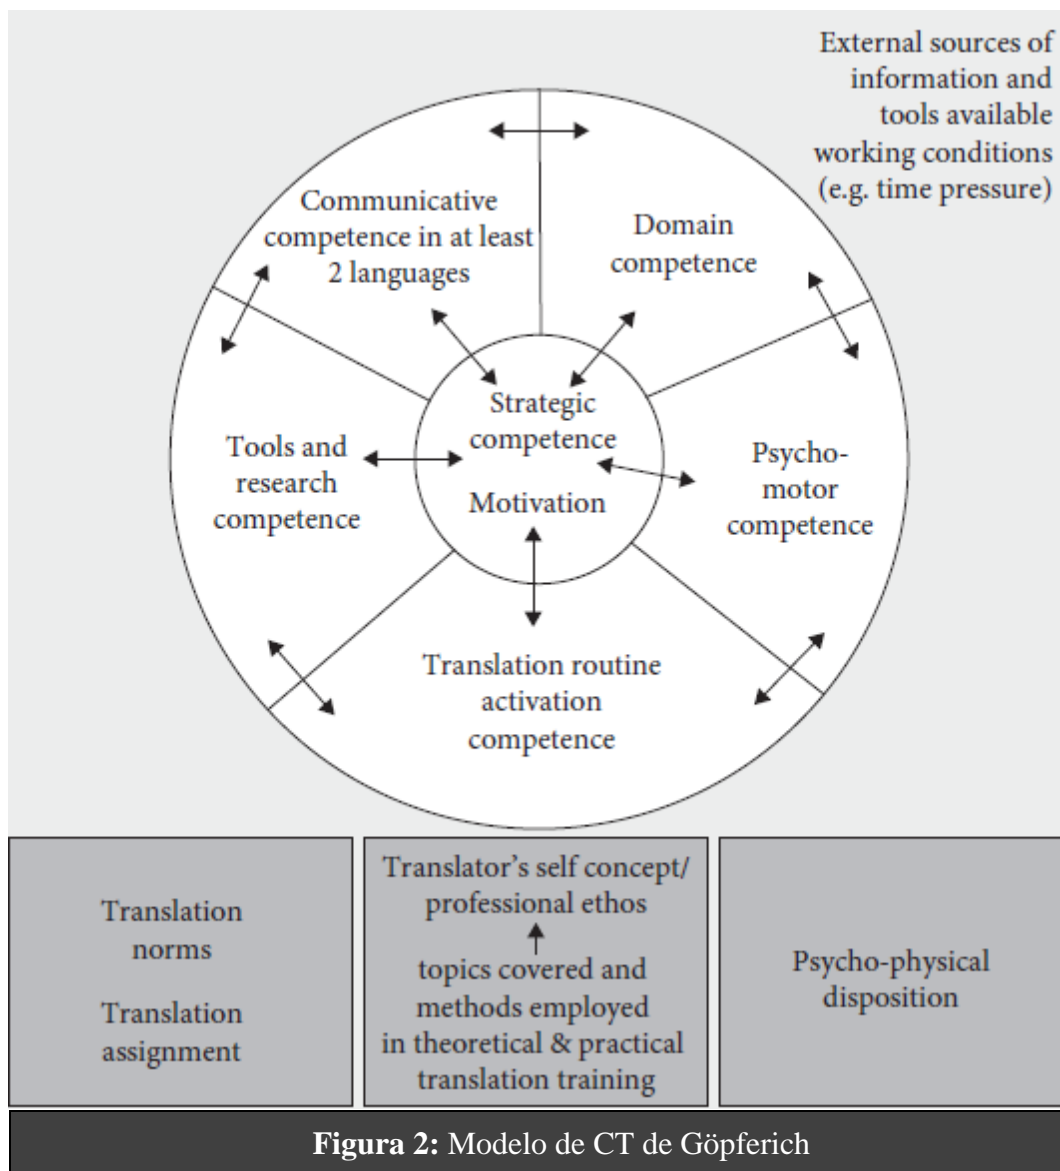 External sources of
information and
tools available
working conditions
(e.g. time pressure)
Communicative
competence in at least
2 languages
Domain
competence
Strategic
competence
Motivation
Tools and
research
competence
Psycho-
motor
competence
Translation routine
activation
competence
Translation
norms
Translation
assignment
Translator’s self concept/
professional ethos
topics covered and
methods employed
in theoretical & practical
translation training
Psycho-physical
disposition
Figura 2: Modelo de CT de Göpferich